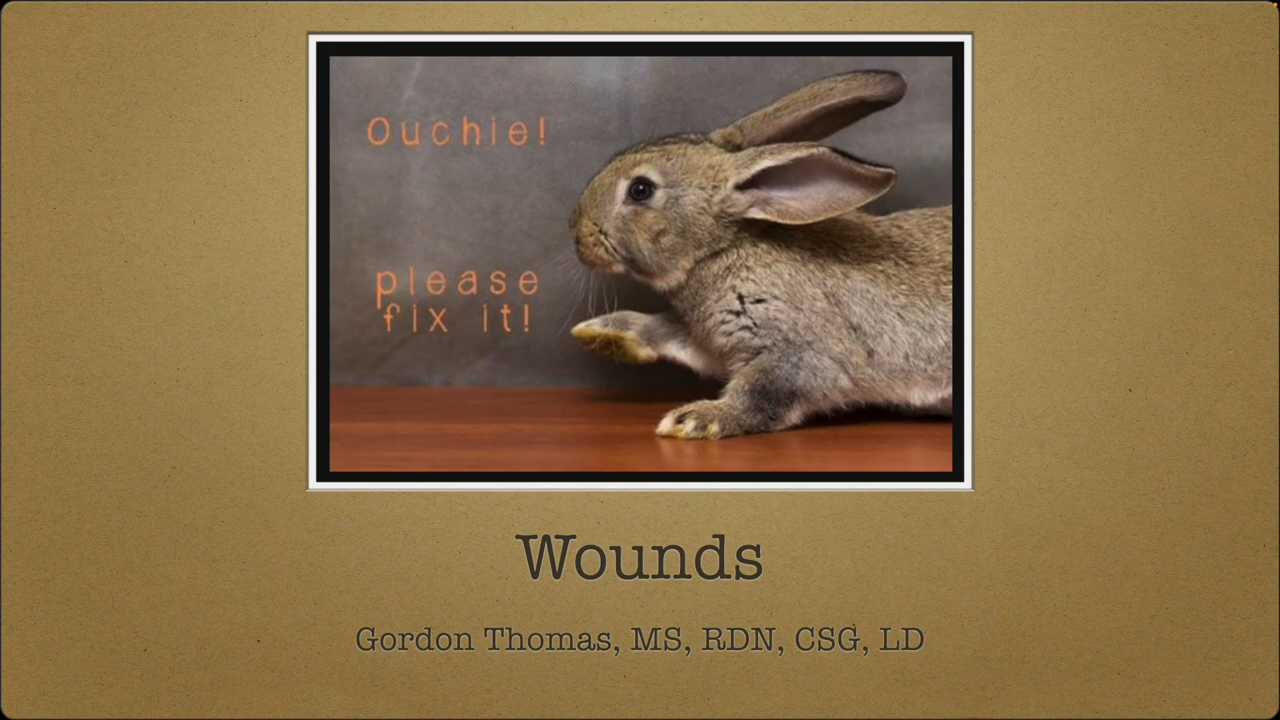 Ouchie!
please
fix it!
Wounds
Gordon Thomas, MS, RDN, CSG, LD